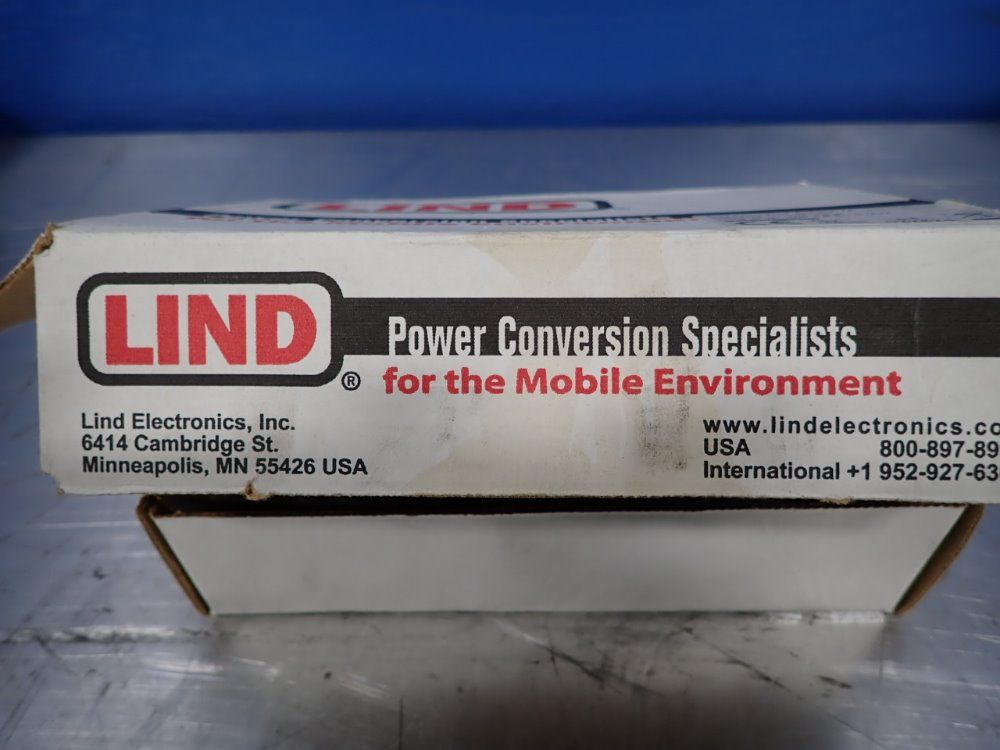 LIND
LIND
Power Conversion Specialists
®
for the Mobile Environment
Lind Electronics, Inc.
6414 Cambridge St.
Minneapolis, MN 55426 USA
www.lindelectronics.co
USA 800-897-89
International +1 952-927-63